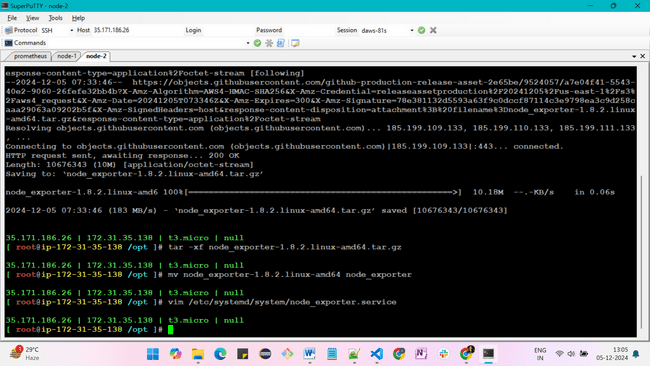 SuperPuTTY - node-2
File View Tools Help
Protocol SSH Host 35.171.186.26 Login Password Session daws-81s
Commands
prometheus node-1 node-2
esponse-content-type=application%2Foctet-stream [following]
--2024-12-05 07:33:46-- https://objects.githubusercontent.com/github-production-release-asset-2e65be/9524057/a7e04f41-5543-
40e2-9060-26fefe32bb4b?X-Amz-Algorithm=AWS4-HMAC-SHA256&X-Amz-Credential=releaseassetproduction%2F20241205%2Fus-east-1%2Fs3%
2Faws4_request&X-Amz-Date=20241205T073346Z&X-Amz-Expires=300&X-Amz-Signature=78e381132d5593a63f9c0dccf87114c3e9798ea3c9d258c
aaa29063a09202b5f&X-Amz-SignedHeaders=host&response-content-disposition=attachment%3B%20filename%3Dnode_exporter-1.8.2.linux
-amd64.tar.gz&response-content-type=application%2Foctet-stream
Resolving objects.githubusercontent.com (objects.githubusercontent.com)... 185.199.109.133, 185.199.110.133, 185.199.111.133
, ...
Connecting to objects.githubusercontent.com (objects.githubusercontent.com)|185.199.109.133|:443... connected.
HTTP request sent, awaiting response... 200 OK
Length: 10676343 (10M) [application/octet-stream]
Saving to: ‘node_exporter-1.8.2.linux-amd64.tar.gz’
node_exporter-1.8.2.linux-amd6 100%[==================================================>] 10.18M --.-KB/s in 0.06s
2024-12-05 07:33:46 (183 MB/s) - ‘node_exporter-1.8.2.linux-amd64.tar.gz’ saved [10676343/10676343]
35.171.186.26 | 172.31.35.138 | t3.micro | null
[ root@ip-172-31-35-138 /opt ]# tar -xf node_exporter-1.8.2.linux-amd64.tar.gz
35.171.186.26 | 172.31.35.138 | t3.micro | null
[ root@ip-172-31-35-138 /opt ]# mv node_exporter-1.8.2.linux-amd64 node_exporter
35.171.186.26 | 172.31.35.138 | t3.micro | null
[ root@ip-172-31-35-138 /opt ]# vim /etc/systemd/system/node_exporter.service
35.171.186.26 | 172.31.35.138 | t3.micro | null
[ root@ip-172-31-35-138 /opt ]#
29°C
Haze
ENG
IN
13:05
05-12-2024